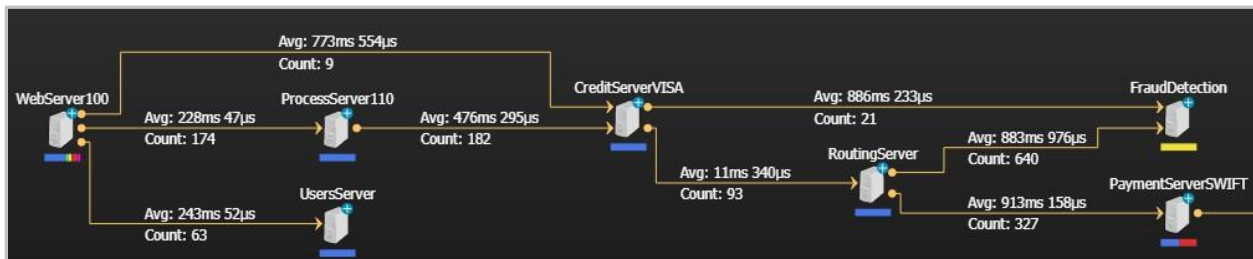 Avg: 773ms 554µs
Count: 9
WebServer100
Avg: 228ms 47µs
Count: 174
ProcessServer110
Avg: 476ms 295µs
Count: 182
CreditServerVISA
Avg: 886ms 233µs
Count: 21
FraudDetection
Avg: 883ms 976µs
Count: 640
RoutingServer
Avg: 11ms 340µs
Count: 93
UsersServer
Avg: 243ms 52µs
Count: 63
PaymentServerSWIFT
Avg: 913ms 158µs
Count: 327